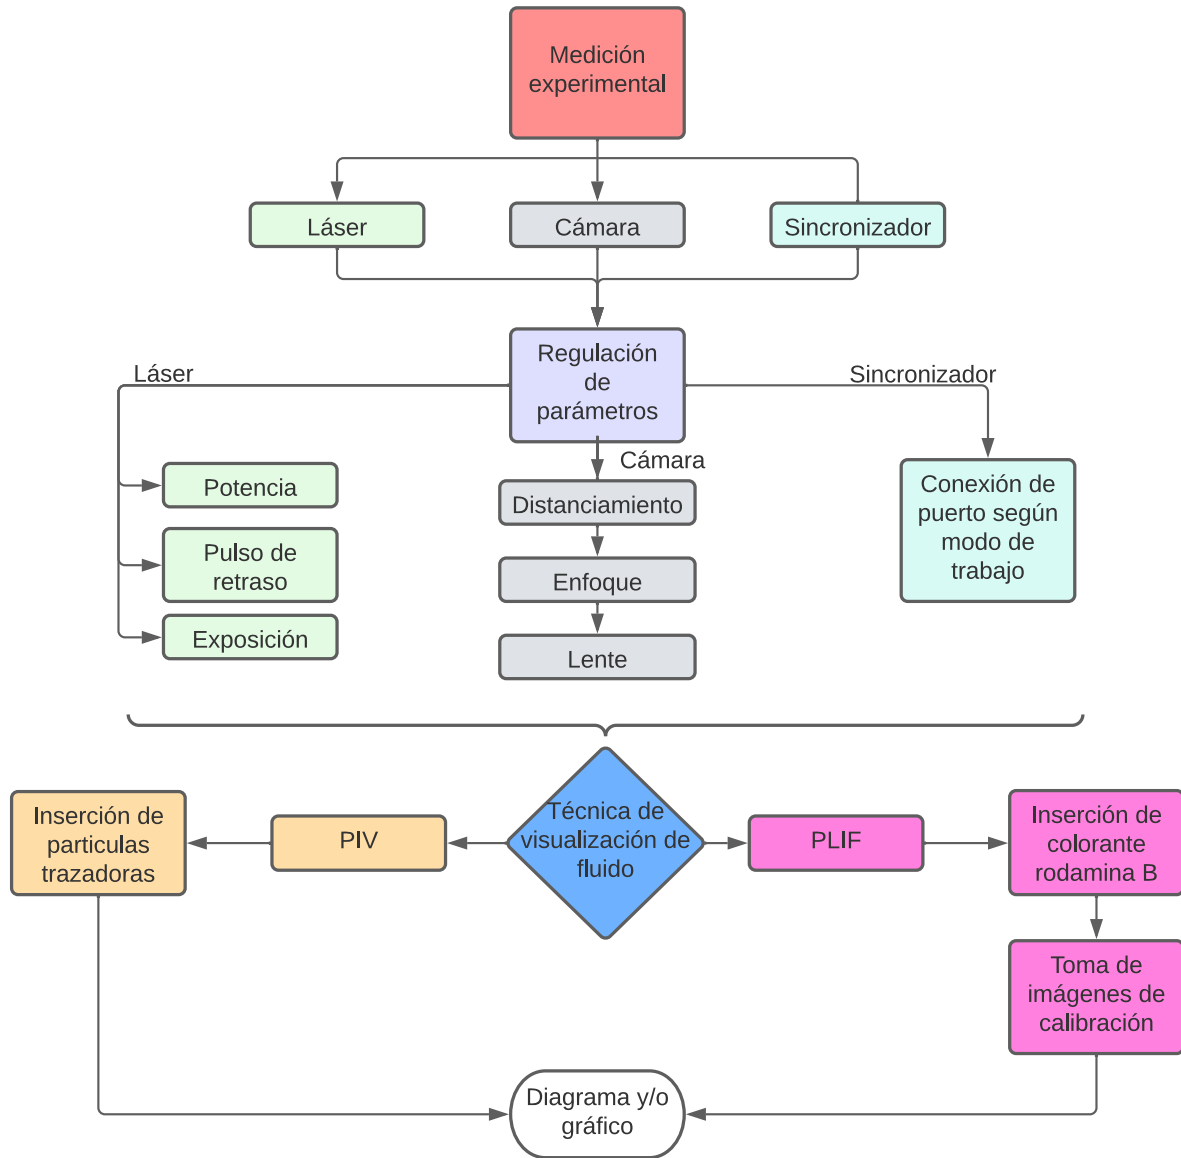 Medición
experimental
Láser
Cámara
Sincronizador
Regulación
de
parámetros
Láser
Sincronizador
Cámara
Potencia
Pulso de
retraso
Exposición
Distanciamiento
Enfoque
Lente
Conexión de
puerto según
modo de
trabajo
Técnica de
visualización de
fluido
PIV
Inserción de
particulas
trazadoras
PLIF
Inserción de
colorante
rodamina B
Toma de
imágenes de
calibración
Diagrama y/o
gráfico